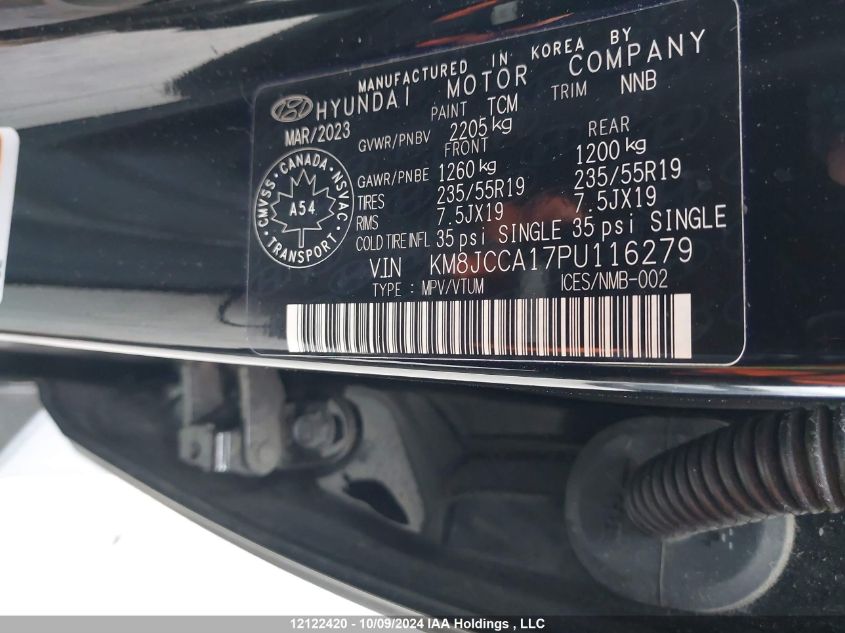 MANUFACTURED IN KOREA BY
HYUNDAI MOTOR COMPANY
MAR/2023 PAINT TCM TRIM NNB
GVWR/PNBV 2205 kg
FRONT REAR
GAWR/PNBE 1260 kg 1200 kg
TIRES 235/55R19 235/55R19
RIMS 7.5JX19 7.5JX19
COLD TIRE INFL 35 psi SINGLE 35 psi SINGLE
CMVSS · CANADA · NSVAC
A54
· TRANSPORT ·
V.I.N KM8JCCA17PU116279
TYPE : MPV/VTUM ICES/NMB-002
12122420 - 10/09/2024 IAA Holdings , LLC